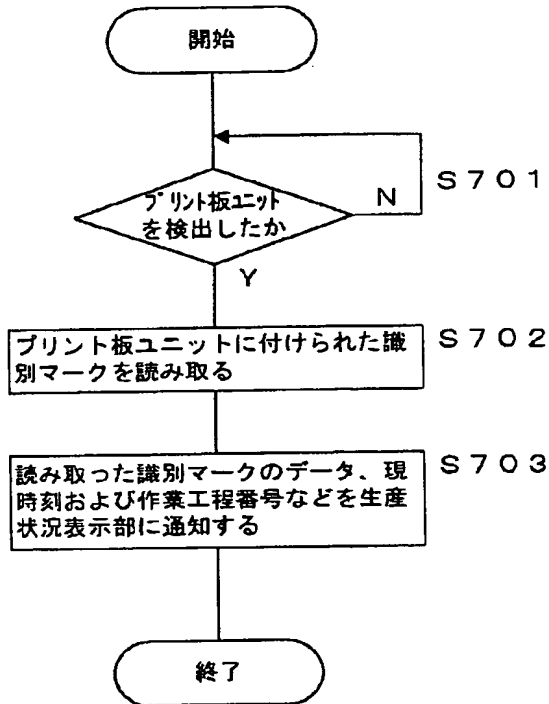 開始
S701
プリント板ユニット
を検出したか
N
Y
S702
プリント板ユニットに付けられた識
別マークを読み取る
S703
読み取った識別マークのデータ、現
時刻および作業工程番号などを生産
状況表示部に通知する
終了